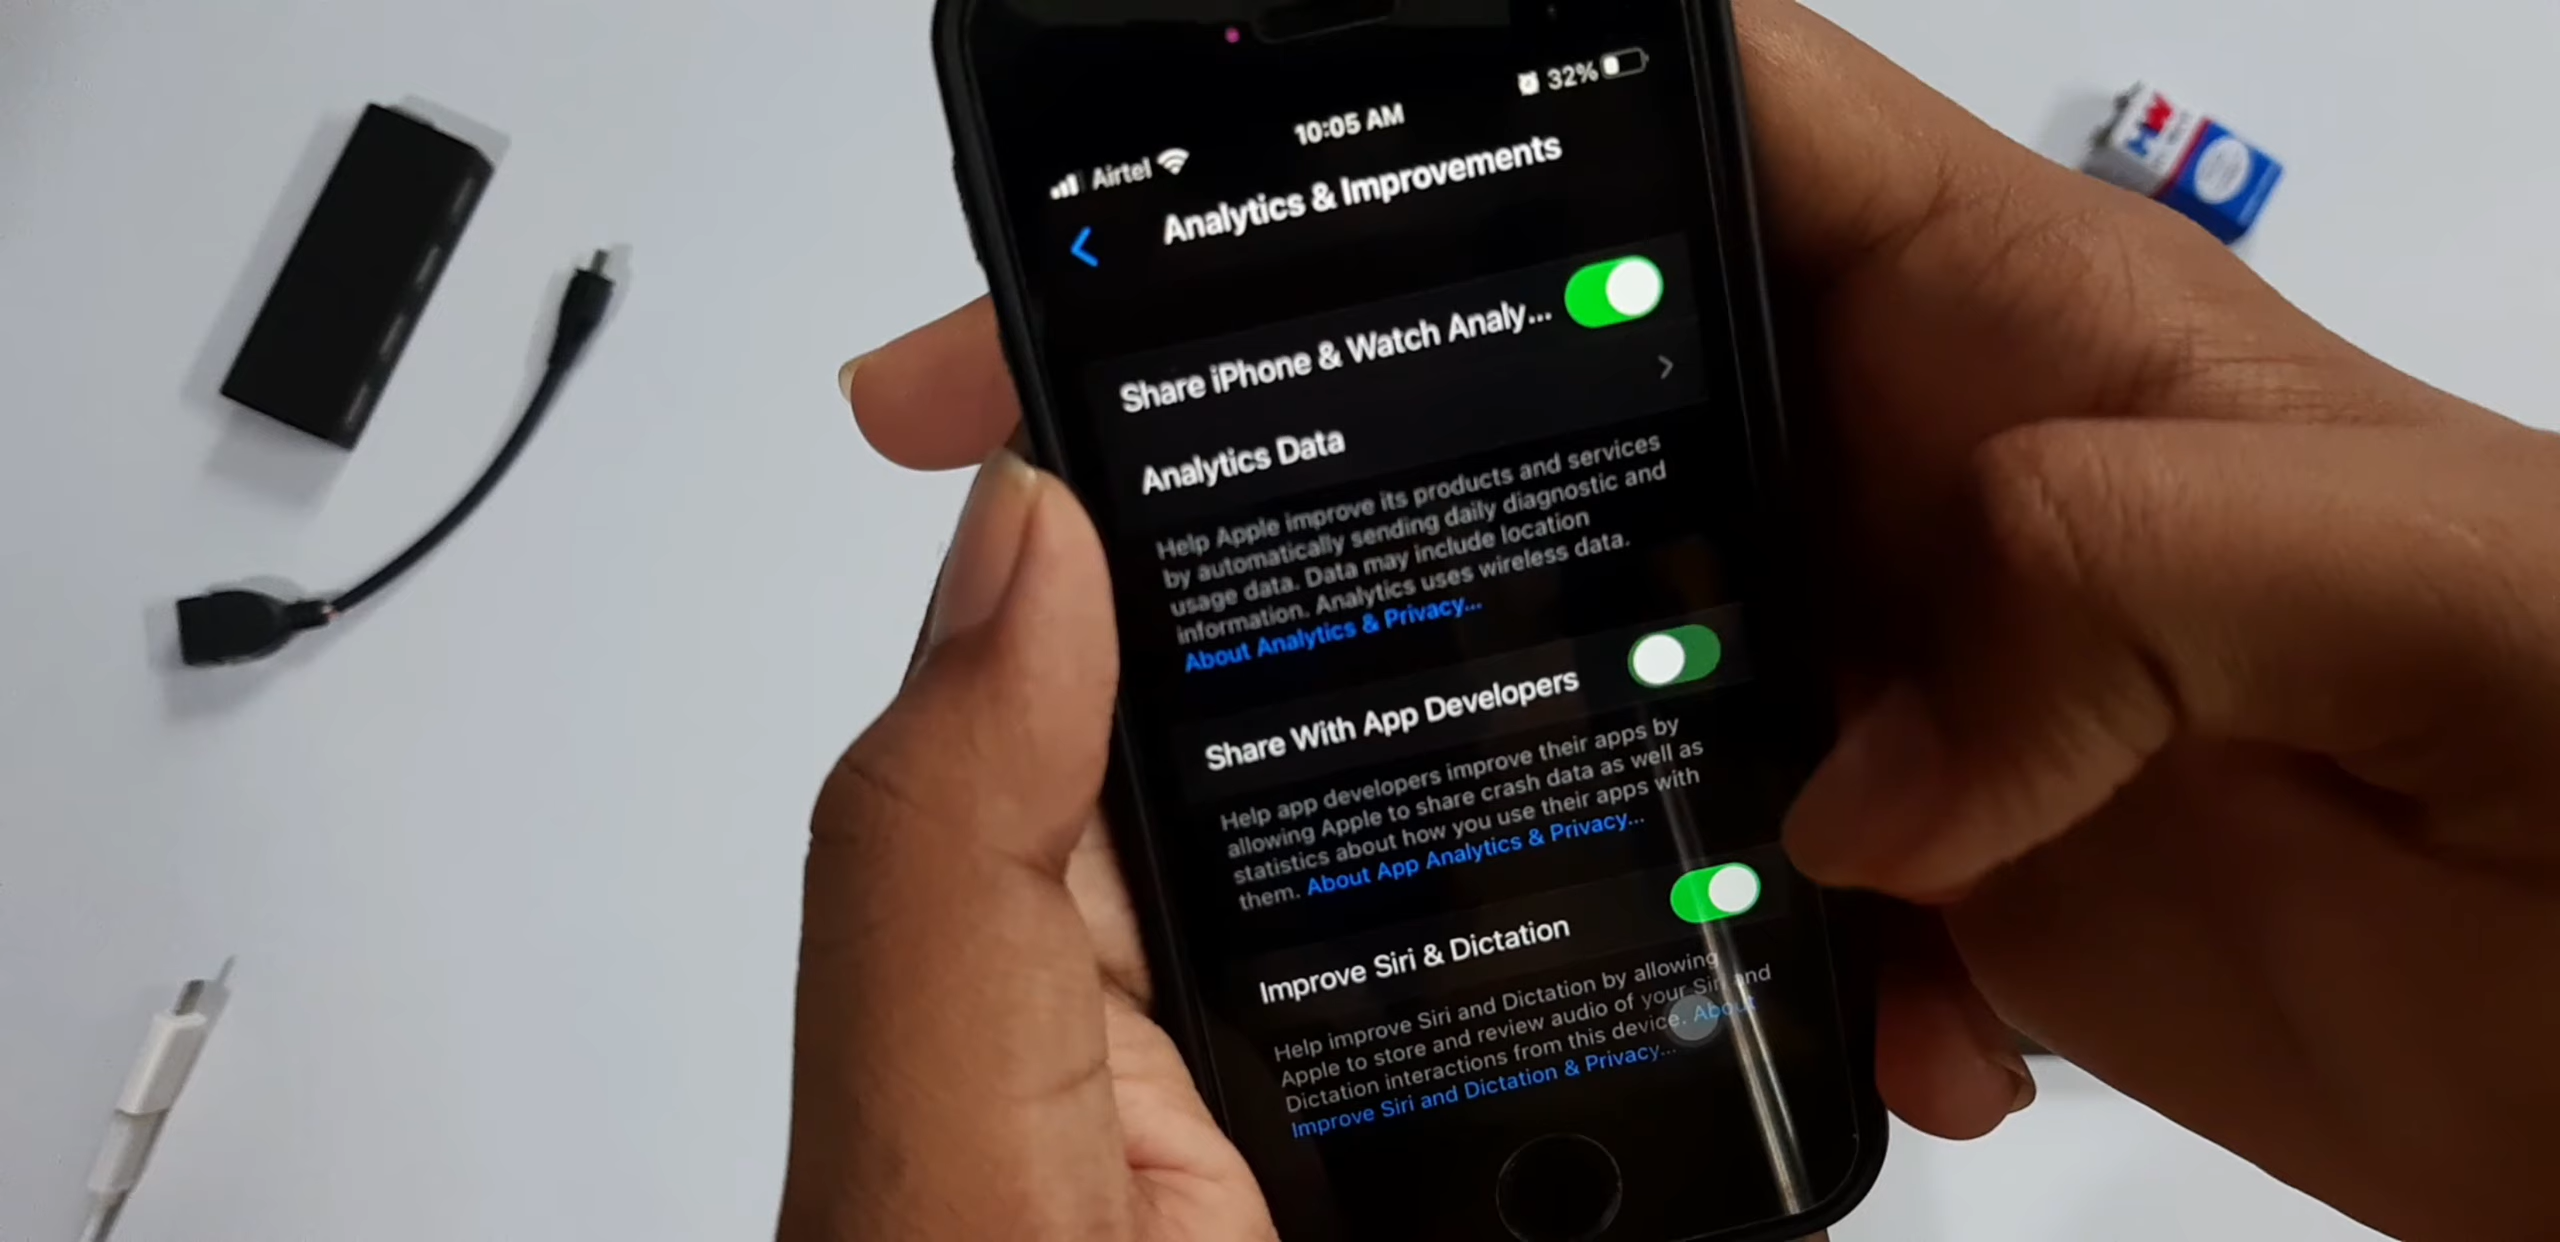 32%
10:05 AM
Airtel
Analytics & Improvements
Share iPhone & Watch Analy...
Analytics Data
Help Apple improve its products and services
by automatically sending daily diagnostic and
usage data. Data may include location
information. Analytics uses wireless data.
About Analytics & Privacy...
Share With App Developers
Help app developers improve their apps by
allowing Apple to share crash data as well as
statistics about how you use their apps with
them. About App Analytics & Privacy...
Improve Siri & Dictation
Help improve Siri and Dictation by allowing
Apple to store and review audio of your Siri and
Dictation interactions from this device. About
Improve Siri and Dictation & Privacy...
HW